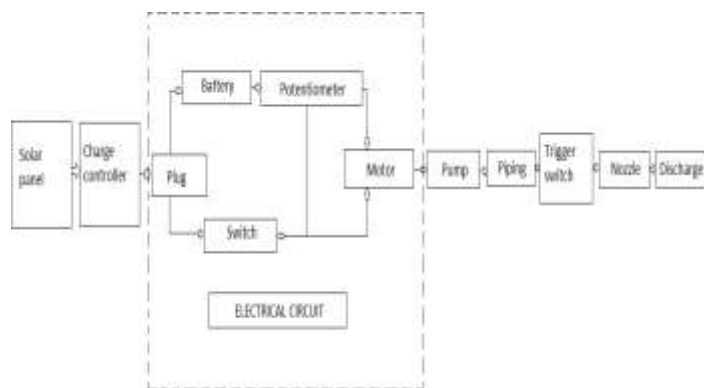 Battery
Potentiometer
Solar
panel
Charge
controller
Plug
Motor
Pump
Piping
Trigger
switch
Nozzle
Discharge
Switch
ELECTRICAL CIRCUIT